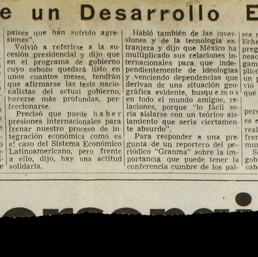 e un Desarrollo E
países que han sufrido agre-
siones".
Volvió a referirse a la su-
cesión presidencial y dijo que
en el programa de gobierno
cuyo esbozo quedará listo en
unos cuantos meses, tendrán
que afirmarse las tesis nacio-
nalistas del actual gobierno,
hacerse más profundas, per-
feccionarse.
Precisó que puede haber
presiones internacionales para
frenar nuestro proceso de in-
tegración económica como es
el caso del Sistema Económico
Latinoamericano, pero frente
a ello, dijo, hay una actitud
solidaria.
Habló también de las inver-
siones y de la tecnología ex-
tranjera y dijo que México ha
multiplicado sus relaciones in-
ternacionales para que inde-
pendientemente de ideologías
y venciendo dependencias que
derivan de una situación geo-
gráfica evidente, busquemos
en todo el mundo amigos, re-
laciones, porque "lo fácil se-
ría aislarse con un teórico ais-
lamiento que sería ciertamen-
te absurdo".
Para responder a una pre-
gunta de un reportero del pe-
riódico "Granma" sobre la im-
portancia que puede tener la
conferencia cumbre de los paí-